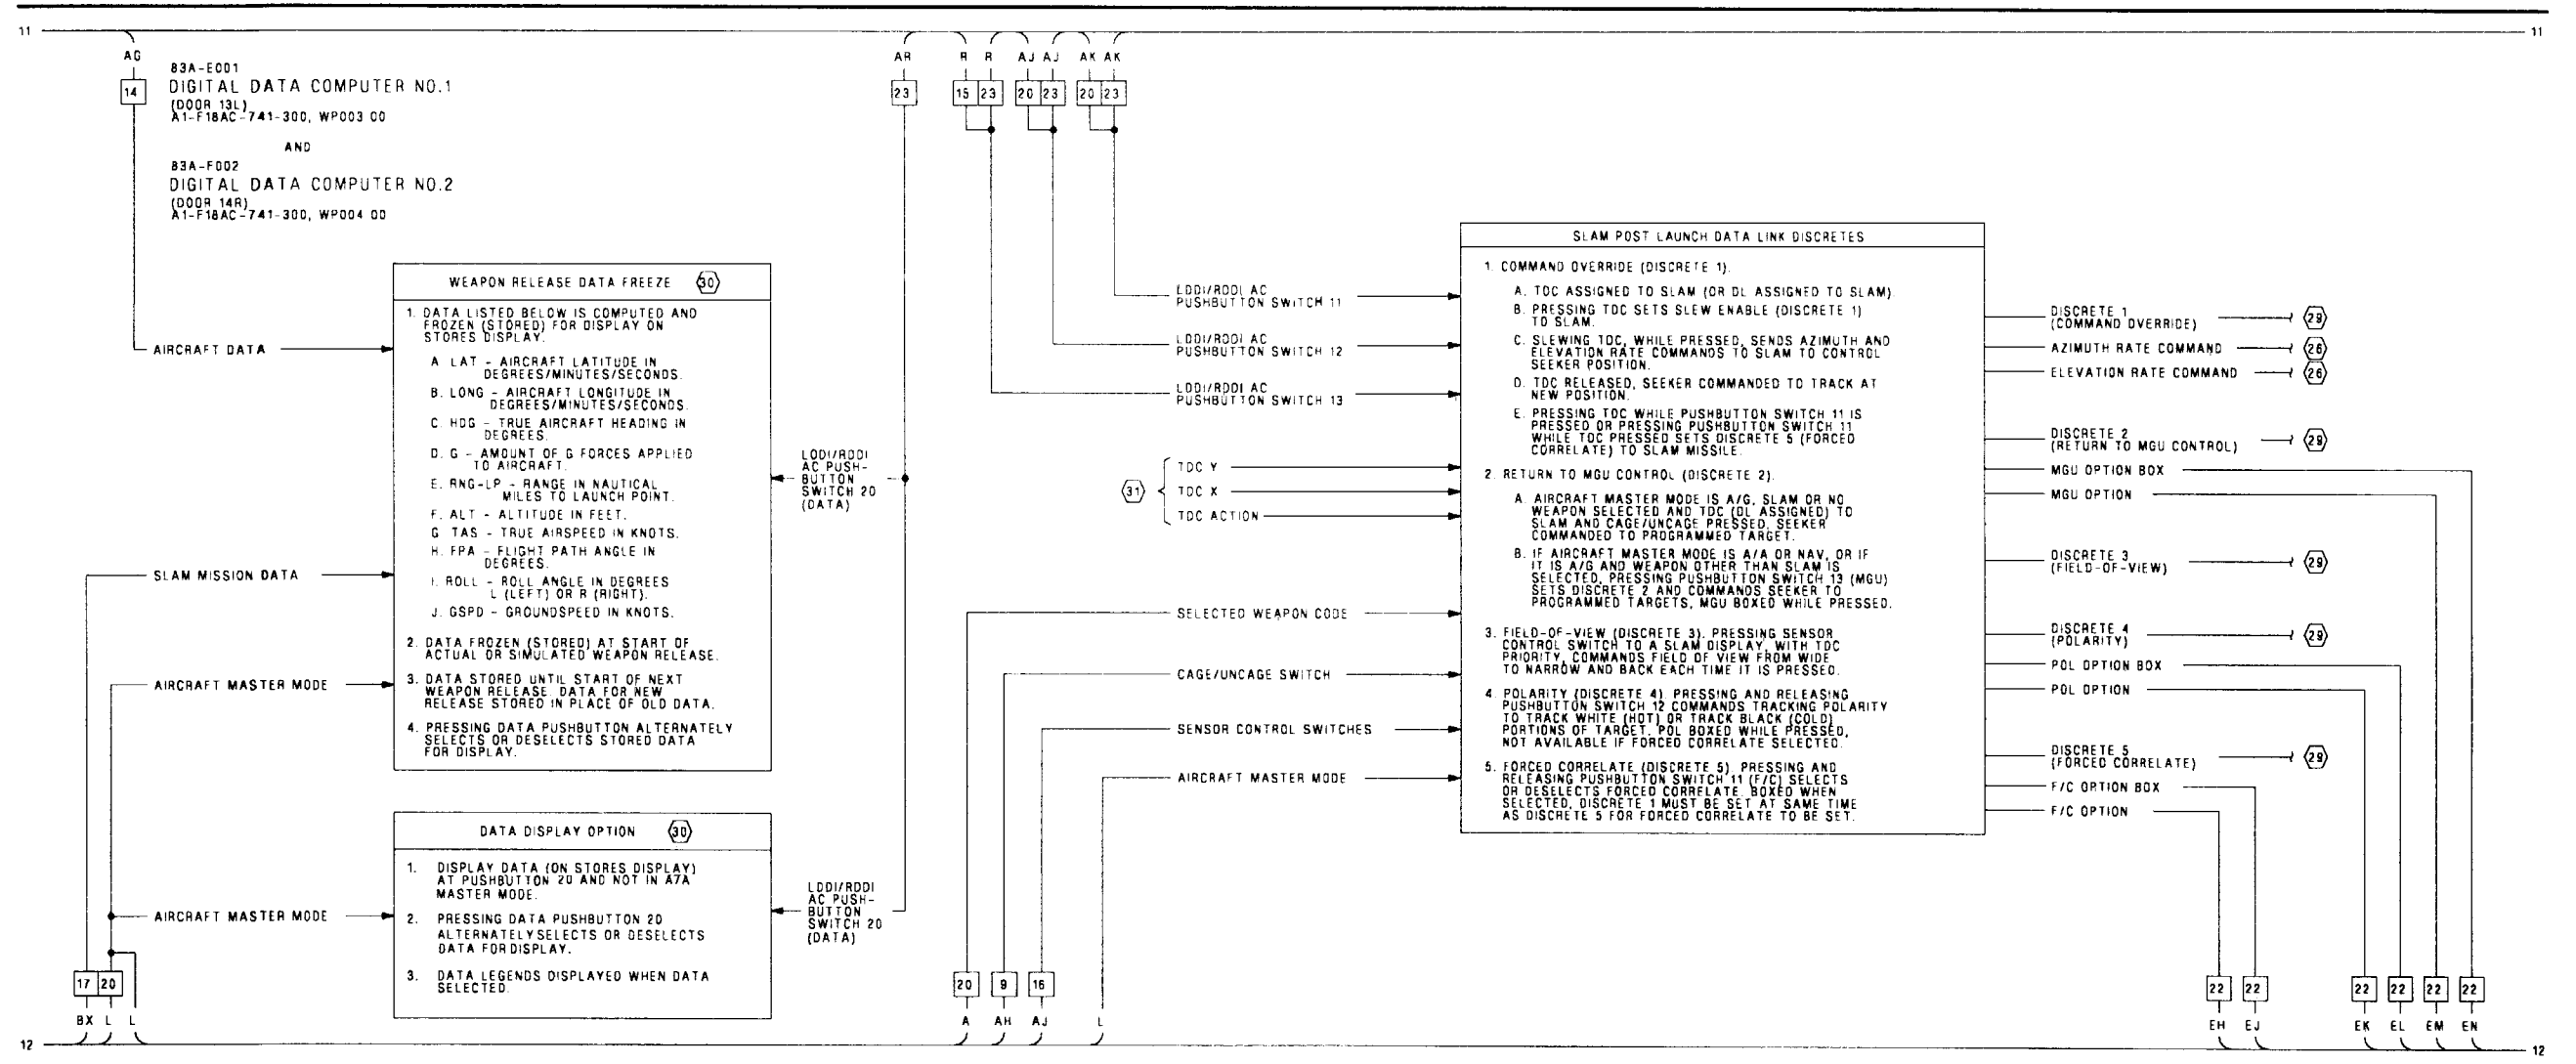 11
11
AG
14
83A-E001
DIGITAL DATA COMPUTER NO.1
(DOOR 13L)
A1-F18AC-741-300, WP003 00
AND
83A-F002
DIGITAL DATA COMPUTER NO.2
(DOOR 14R)
A1-F18AC-741-300, WP004 00
AR
R
R
AJ
AJ
AK
AK
23
15
23
20
23
20
23
WEAPON RELEASE DATA FREEZE
30
1. DATA LISTED BELOW IS COMPUTED AND
FROZEN (STORED) FOR DISPLAY ON
STORES DISPLAY.
A LAT - AIRCRAFT LATITUDE IN
DEGREES/MINUTES/SECONDS.
B. LONG - AIRCRAFT LONGITUDE IN
DEGREES/MINUTES/SECONDS.
C. HDG - TRUE AIRCRAFT HEADING IN
DEGREES.
D. G - AMOUNT OF G FORCES APPLIED
TO AIRCRAFT.
E. RNG-LP - RANGE IN NAUTICAL
MILES TO LAUNCH POINT.
F. ALT - ALTITUDE IN FEET.
G TAS - TRUE AIRSPEED IN KNOTS.
H. FPA - FLIGHT PATH ANGLE IN
DEGREES.
I. ROLL - ROLL ANGLE IN DEGREES
L (LEFT) OR R (RIGHT).
J. GSPD - GROUNDSPEED IN KNOTS.
2. DATA FROZEN (STORED) AT START OF
ACTUAL OR SIMULATED WEAPON RELEASE.
3. DATA STORED UNTIL START OF NEXT
WEAPON RELEASE. DATA FOR NEW
RELEASE STORED IN PLACE OF OLD DATA.
4. PRESSING DATA PUSHBUTTON ALTERNATELY
SELECTS OR DESELECTS STORED DATA
FOR DISPLAY.
AIRCRAFT DATA
SLAM MISSION DATA
AIRCRAFT MASTER MODE
LDDI/RDDI
AC PUSH-
BUTTON
SWITCH 20
(DATA)
DATA DISPLAY OPTION
30
1. DISPLAY DATA (ON STORES DISPLAY)
AT PUSHBUTTON 20 AND NOT IN A/A
MASTER MODE.
2. PRESSING DATA PUSHBUTTON 20
ALTERNATELY SELECTS OR DESELECTS
DATA FOR DISPLAY.
3. DATA LEGENDS DISPLAYED WHEN DATA
SELECTED.
AIRCRAFT MASTER MODE
LDDI/RDDI
AC PUSH-
BUTTON
SWITCH 20
(DATA)
17
20
BX
L
L
LDDI/RDDI AC
PUSHBUTTON SWITCH 11
LDDI/RDDI AC
PUSHBUTTON SWITCH 12
LDDI/RDDI AC
PUSHBUTTON SWITCH 13
31
TDC Y
TDC X
TDC ACTION
SELECTED WEAPON CODE
CAGE/UNCAGE SWITCH
SENSOR CONTROL SWITCHES
AIRCRAFT MASTER MODE
20
9
16
A
AH
AJ
L
SLAM POST LAUNCH DATA LINK DISCRETES
1. COMMAND OVERRIDE (DISCRETE 1).
A. TDC ASSIGNED TO SLAM (OR DL ASSIGNED TO SLAM).
B. PRESSING TDC SETS SLEW ENABLE (DISCRETE 1)
TO SLAM.
C. SLEWING TDC, WHILE PRESSED, SENDS AZIMUTH AND
ELEVATION RATE COMMANDS TO SLAM TO CONTROL
SEEKER POSITION.
D. TDC RELEASED, SEEKER COMMANDED TO TRACK AT
NEW POSITION.
E. PRESSING TDC WHILE PUSHBUTTON SWITCH 11 IS
PRESSED OR PRESSING PUSHBUTTON SWITCH 11
WHILE TDC PRESSED SETS DISCRETE 5 (FORCED
CORRELATE) TO SLAM MISSILE.
2. RETURN TO MGU CONTROL (DISCRETE 2).
A. AIRCRAFT MASTER MODE IS A/G, SLAM OR NO
WEAPON SELECTED AND TDC (DL ASSIGNED) TO
SLAM AND CAGE/UNCAGE PRESSED, SEEKER
COMMANDED TO PROGRAMMED TARGET.
B. IF AIRCRAFT MASTER MODE IS A/A OR NAV, OR IF
IT IS A/G AND WEAPON OTHER THAN SLAM IS
SELECTED, PRESSING PUSHBUTTON SWITCH 13 (MGU)
SETS DISCRETE 2 AND COMMANDS SEEKER TO
PROGRAMMED TARGETS, MGU BOXED WHILE PRESSED.
3. FIELD-OF-VIEW (DISCRETE 3). PRESSING SENSOR
CONTROL SWITCH TO A SLAM DISPLAY, WITH TDC
PRIORITY, COMMANDS FIELD OF VIEW FROM WIDE
TO NARROW AND BACK EACH TIME IT IS PRESSED.
4. POLARITY (DISCRETE 4). PRESSING AND RELEASING
PUSHBUTTON SWITCH 12 COMMANDS TRACKING POLARITY
TO TRACK WHITE (HOT) OR TRACK BLACK (COLD)
PORTIONS OF TARGET. POL BOXED WHILE PRESSED,
NOT AVAILABLE IF FORCED CORRELATE SELECTED.
5. FORCED CORRELATE (DISCRETE 5). PRESSING AND
RELEASING PUSHBUTTON SWITCH 11 (F/C) SELECTS
OR DESELECTS FORCED CORRELATE. BOXED WHEN
SELECTED, DISCRETE 1 MUST BE SET AT SAME TIME
AS DISCRETE 5 FOR FORCED CORRELATE TO BE SET.
DISCRETE 1
(COMMAND OVERRIDE)
29
AZIMUTH RATE COMMAND
26
ELEVATION RATE COMMAND
26
DISCRETE 2
(RETURN TO MGU CONTROL)
29
MGU OPTION BOX
MGU OPTION
DISCRETE 3
(FIELD-OF-VIEW)
29
DISCRETE 4
(POLARITY)
29
POL OPTION BOX
POL OPTION
DISCRETE 5
(FORCED CORRELATE)
29
F/C OPTION BOX
F/C OPTION
22
22
22
22
22
22
EH
EJ
EK
EL
EM
EN
12
12